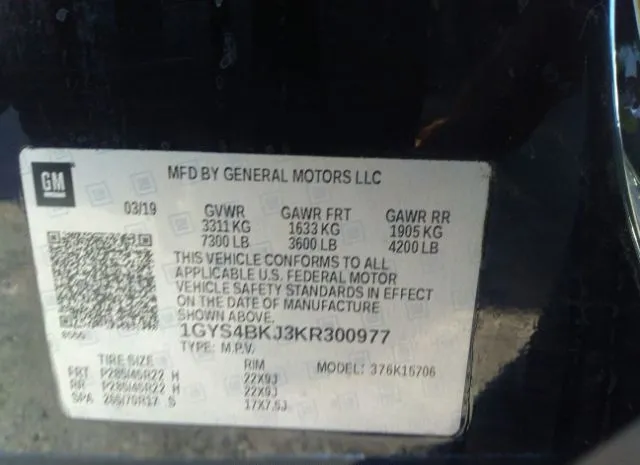 GM
MFD BY GENERAL MOTORS LLC
03/19 GVWR GAWR FRT GAWR RR
3311 KG 1633 KG 1905 KG
7300 LB 3600 LB 4200 LB
THIS VEHICLE CONFORMS TO ALL
APPLICABLE U.S. FEDERAL MOTOR
VEHICLE SAFETY STANDARDS IN EFFECT
ON THE DATE OF MANUFACTURE
SHOWN ABOVE.
1GYS4BKJ3KR300977
TYPE: M.P.V.
MODEL: 376K15706
TIRE SIZE RIM
FRT P285/45R22 H 22X9J
RR P285/45R22 H 22X9J
SPA 265/70R17 S 17X7.5J